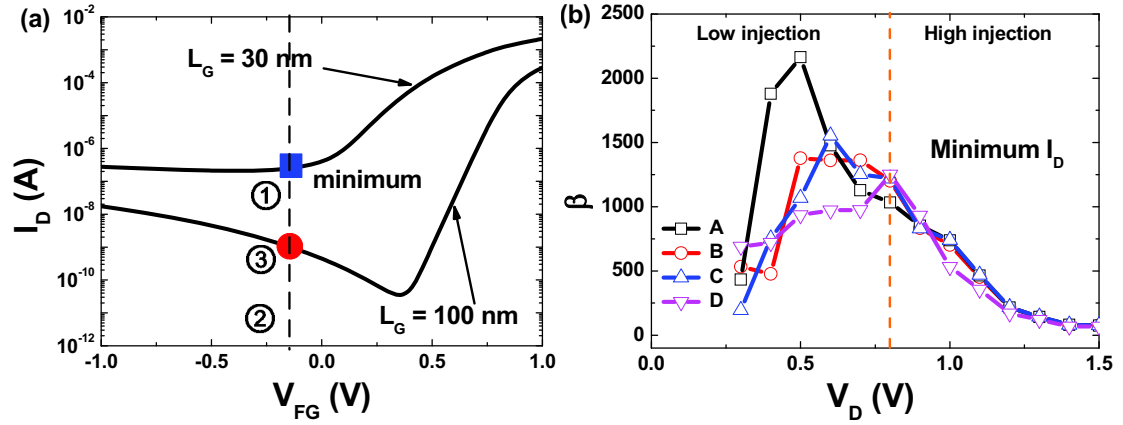 (a)
10^-2
10^-4
10^-6
10^-8
10^-10
10^-12
I_D (A)
L_G = 30 nm
minimum
①
③
②
L_G = 100 nm
-1.0 -0.5 0.0 0.5 1.0
V_FG (V)
(b)
2500
2000
1500
1000
500
0
β
Low injection
High injection
Minimum I_D
A
B
C
D
0.0 0.5 1.0 1.5
V_D (V)